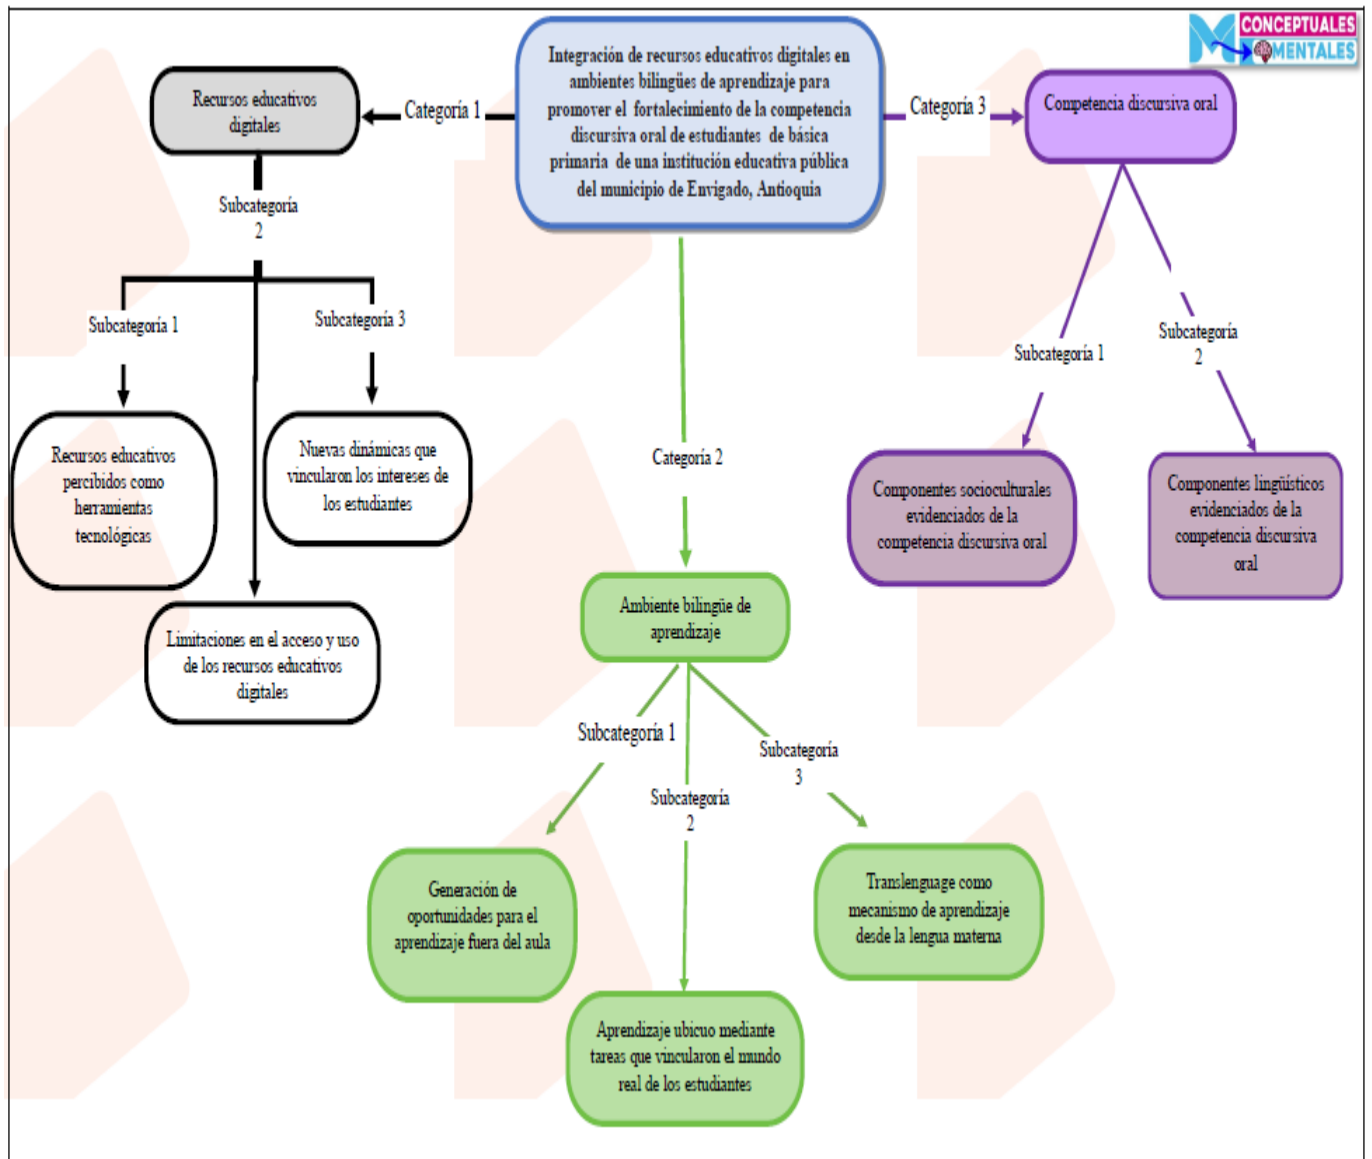 CONCEPTUALES
MENTALES
Integración de recursos educativos digitales en
ambientes bilingües de aprendizaje para
promover el fortalecimiento de la competencia
discursiva oral de estudiantes de básica
primaria de una institución educativa pública
del municipio de Envigado, Antioquia
Categoría 1
Recursos educativos
digitales
Subcategoría
2
Subcategoría 1
Subcategoría 3
Recursos educativos
percibidos como
herramientas
tecnológicas
Nuevas dinámicas que
vincularon los intereses de
los estudiantes
Limitaciones en el acceso y uso
de los recursos educativos
digitales
Categoría 2
Ambiente bilingüe de
aprendizaje
Subcategoría 1
Subcategoría
2
Subcategoría
3
Generación de
oportunidades para el
aprendizaje fuera del aula
Aprendizaje ubicuo mediante
tareas que vincularon el mundo
real de los estudiantes
Translenguage como
mecanismo de aprendizaje
desde la lengua materna
Categoría 3
Competencia discursiva oral
Subcategoría 1
Subcategoría
2
Componentes socioculturales
evidenciados de la
competencia discursiva oral
Componentes lingüísticos
evidenciados de la
competencia discursiva
oral